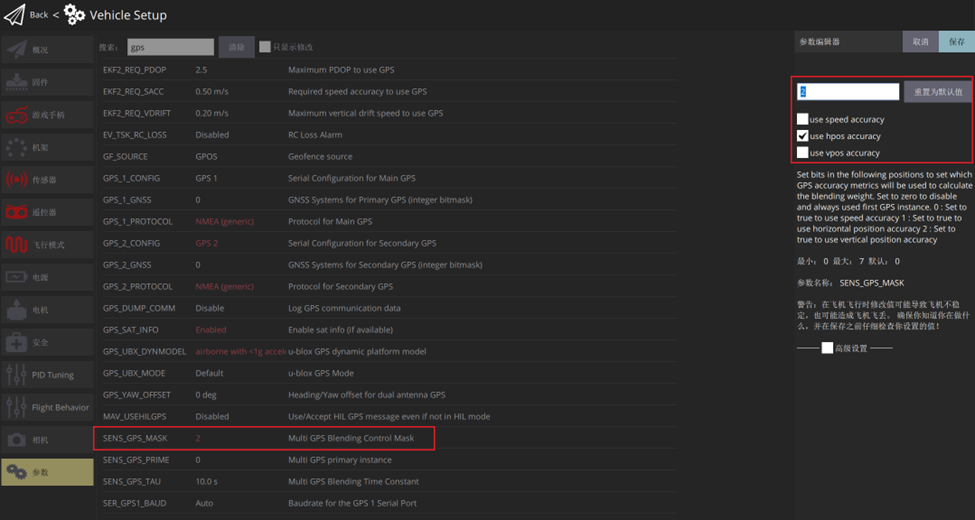 Back < Vehicle Setup
概况
固件
游戏手柄
机架
传感器
遥控器
飞行模式
电源
电机
安全
PID Tuning
Flight Behavior
相机
参数
搜索： gps 清除 只显示修改
EKF2_REQ_PDOP 2.5 Maximum PDOP to use GPS
EKF2_REQ_SACC 0.50 m/s Required speed accuracy to use GPS
EKF2_REQ_VDRIFT 0.20 m/s Maximum vertical drift speed to use GPS
EV_TSK_RC_LOSS Disabled RC Loss Alarm
GF_SOURCE GPOS Geofence source
GPS_1_CONFIG GPS 1 Serial Configuration for Main GPS
GPS_1_GNSS 0 GNSS Systems for Primary GPS (integer bitmask)
GPS_1_PROTOCOL NMEA (generic) Protocol for Main GPS
GPS_2_CONFIG GPS 2 Serial Configuration for Secondary GPS
GPS_2_GNSS 0 GNSS Systems for Secondary GPS (integer bitmask)
GPS_2_PROTOCOL NMEA (generic) Protocol for Secondary GPS
GPS_DUMP_COMM Disable Log GPS communication data
GPS_SAT_INFO Enabled Enable sat info (if available)
GPS_UBX_DYNMODEL airborne with <1g accele u-blox GPS dynamic platform model
GPS_UBX_MODE Default u-blox GPS Mode
GPS_YAW_OFFSET 0 deg Heading/Yaw offset for dual antenna GPS
MAV_USEHILGPS Disabled Use/Accept HIL GPS message even if not in HIL mode
SENS_GPS_MASK 2 Multi GPS Blending Control Mask
SENS_GPS_PRIME 0 Multi GPS primary instance
SENS_GPS_TAU 10.0 s Multi GPS Blending Time Constant
SER_GPS1_BAUD Auto Baudrate for the GPS 1 Serial Port
参数编辑器 取消 保存
2 重置为默认值
use speed accuracy
use hpos accuracy
use vpos accuracy
Set bits in the following positions to set which
GPS accuracy metrics will be used to calculate
the blending weight. Set to zero to disable
and always used first GPS instance. 0 : Set to
true to use speed accuracy 1 : Set to true to
use horizontal position accuracy 2 : Set to
true to use vertical position accuracy
最小： 0 最大： 7 默认： 0
参数名称： SENS_GPS_MASK
警告：在飞机飞行时修改值可能导致飞机不稳
定，也可能造成飞机飞丢。 确保你知道你在做什
么，并在保存之前仔细检查你设置的值！
高级设置